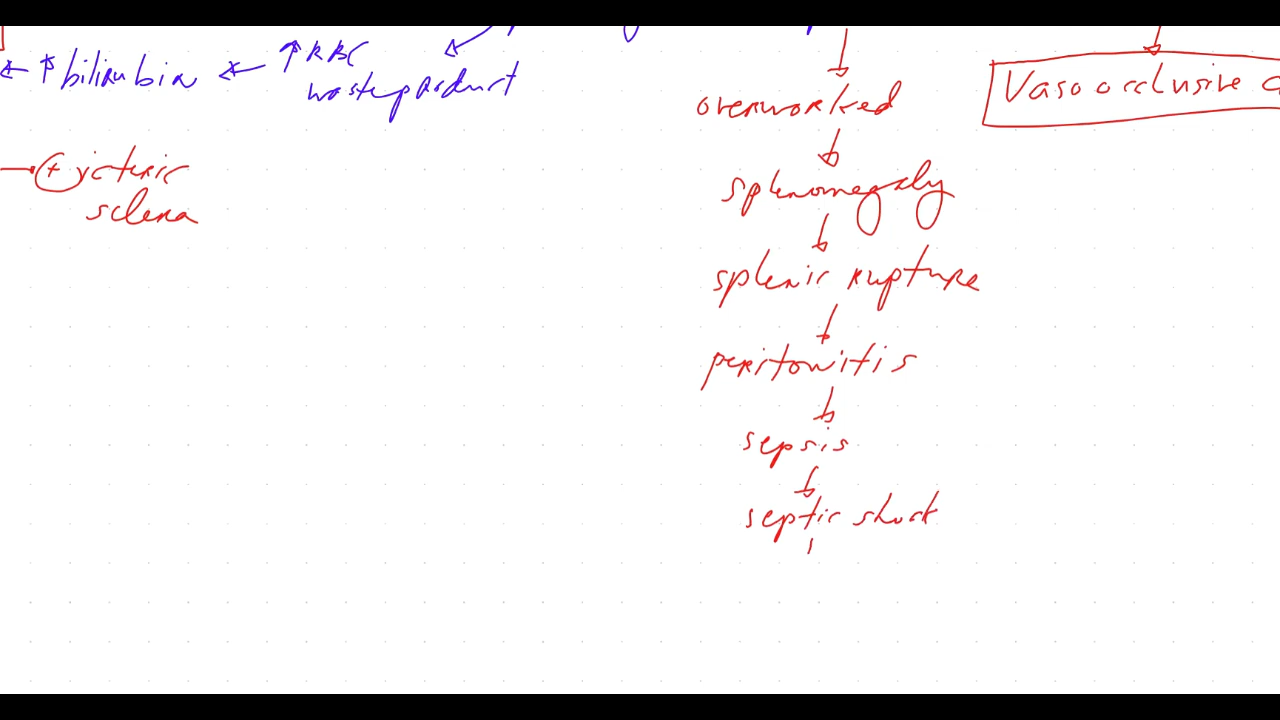 ↑ RBC
waste product
↑ bilirubin
⊕ icteric
sclera
overworked
splenomegaly
splenic rupture
peritonitis
sepsis
septic shock
Vasoocclusive